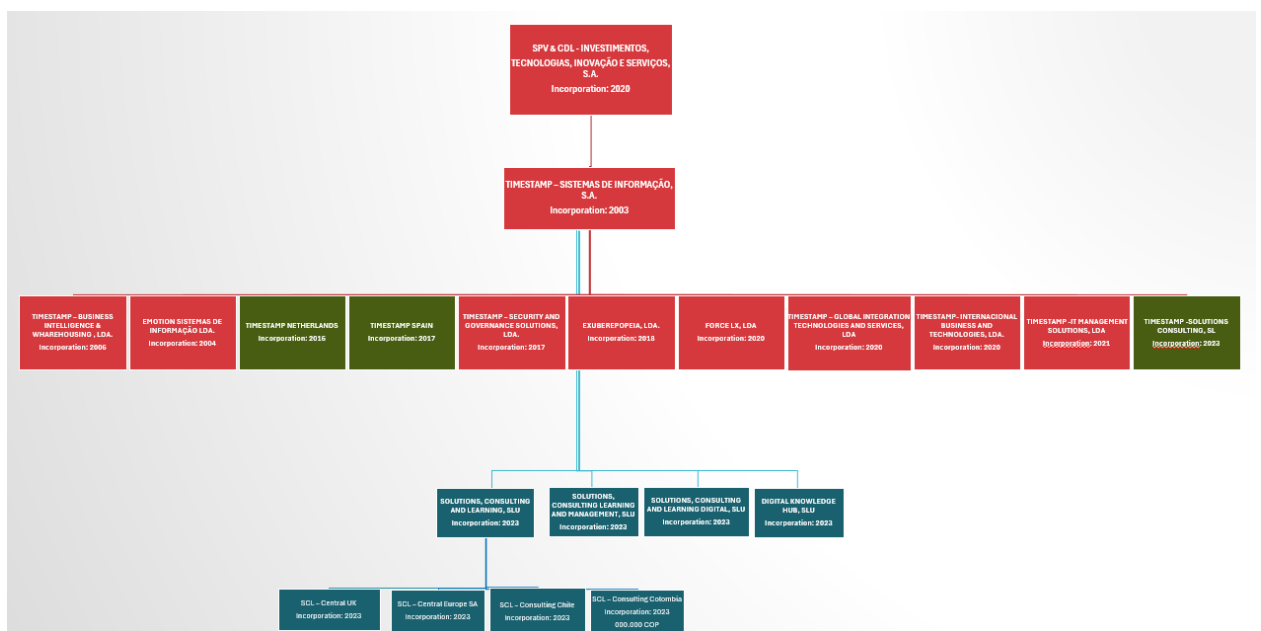 SPV & CDL - INVESTIMENTOS,
TECNOLOGIAS, INOVAÇÃO E SERVIÇOS,
S.A.
Incorporation: 2020
TIMESTAMP – SISTEMAS DE INFORMAÇÃO,
S.A.
Incorporation: 2003
TIMESTAMP – BUSINESS
INTELLIGENCE &
WHAREHOUSING , LDA.
Incorporation: 2006
EMOTION SISTEMAS DE
INFORMAÇÃO LDA.
Incorporation: 2004
TIMESTAMP NETHERLANDS
Incorporation: 2016
TIMESTAMP SPAIN
Incorporation: 2017
TIMESTAMP – SECURITY AND
GOVERNANCE SOLUTIONS,
LDA.
Incorporation: 2017
EXUBEREPOPEIA, LDA.
Incorporation: 2018
FORCE LX, LDA
Incorporation: 2020
TIMESTAMP – GLOBAL INTEGRATION
TECHNOLOGIES AND SERVICES,
LDA
Incorporation: 2020
TIMESTAMP- INTERNACIONAL
BUSINESS AND
TECHNOLOGIES, LDA.
Incorporation: 2020
TIMESTAMP -IT MANAGEMENT
SOLUTIONS, LDA
Incorporation: 2021
TIMESTAMP -SOLUTIONS
CONSULTING, SL
Incorporation: 2023
SOLUTIONS, CONSULTING
AND LEARNING, SLU
Incorporation: 2023
SOLUTIONS,
CONSULTING LEARNING
AND MANAGEMENT, SLU
Incorporation: 2023
SOLUTIONS, CONSULTING
AND LEARNING DIGITAL, SLU
Incorporation: 2023
DIGITAL KNOWLEDGE
HUB, SLU
Incorporation: 2023
SCL – Central UK
Incorporation: 2023
SCL – Central Europe SA
Incorporation: 2023
SCL – Consulting Chile
Incorporation: 2023
SCL – Consulting Colombia
Incorporation: 2023
000.000 COP